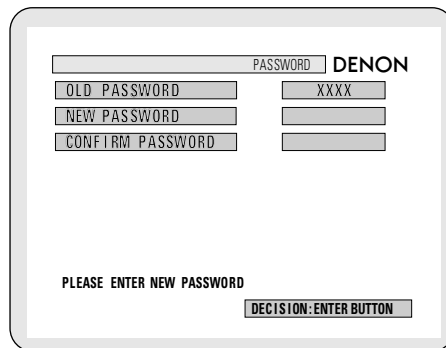 PASSWORD DENON
OLD PASSWORD XXXX
NEW PASSWORD
CONFIRM PASSWORD
PLEASE ENTER NEW PASSWORD
DECISION:ENTER BUTTON